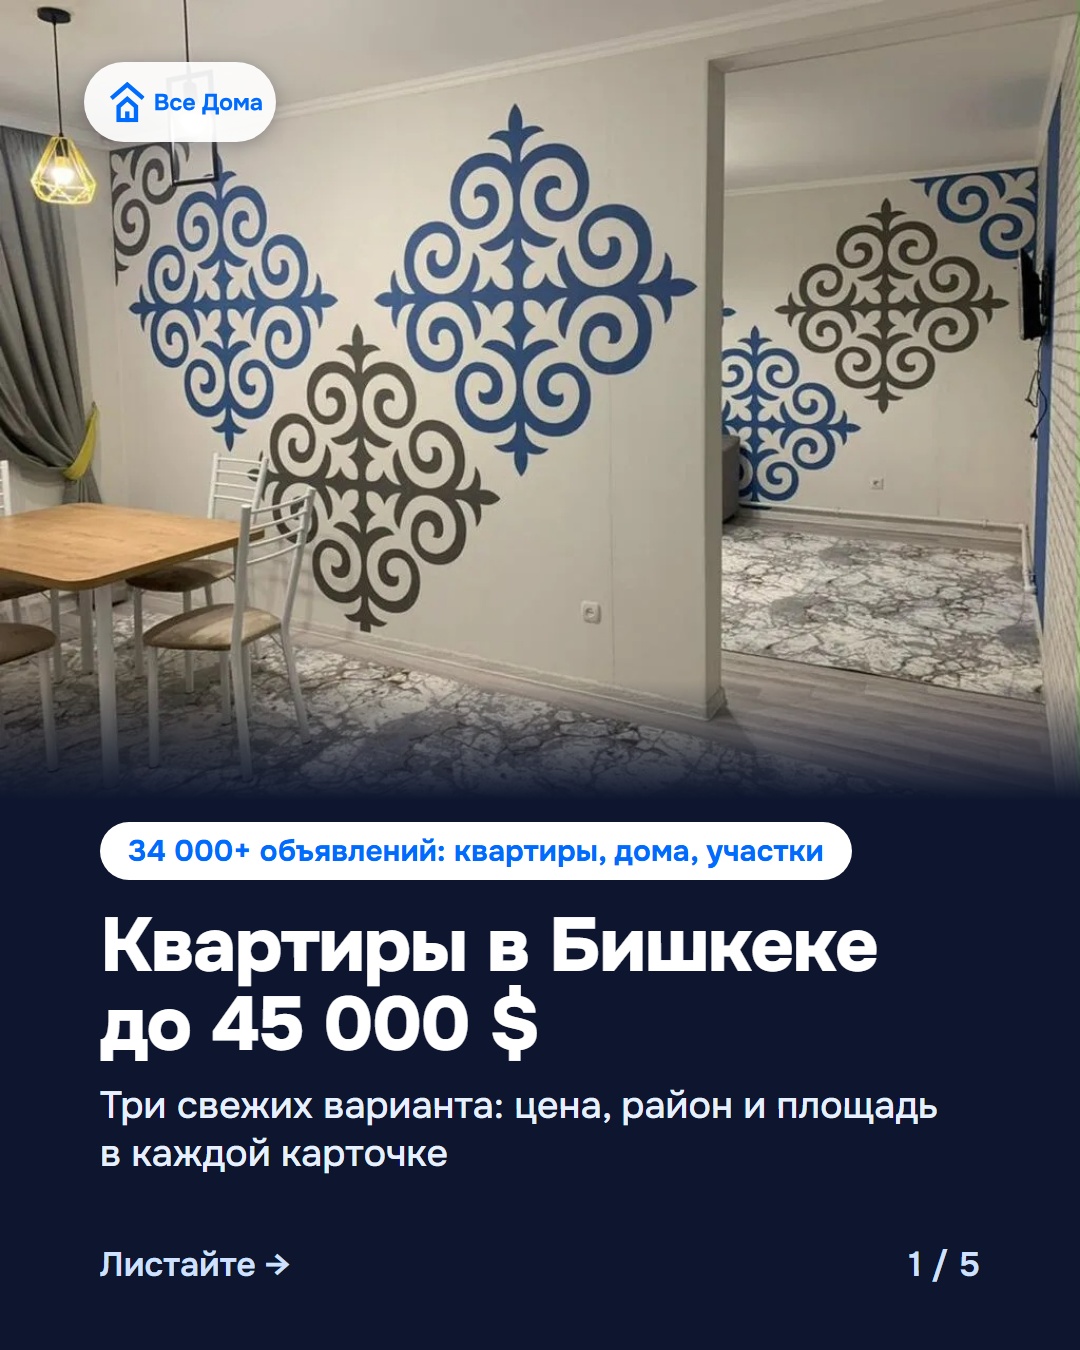 Все Дома
34 000+ объявлений: квартиры, дома, участки
Квартиры в Бишкеке
до 45 000 $
Три свежих варианта: цена, район и площадь
в каждой карточке
Листайте →
1 / 5